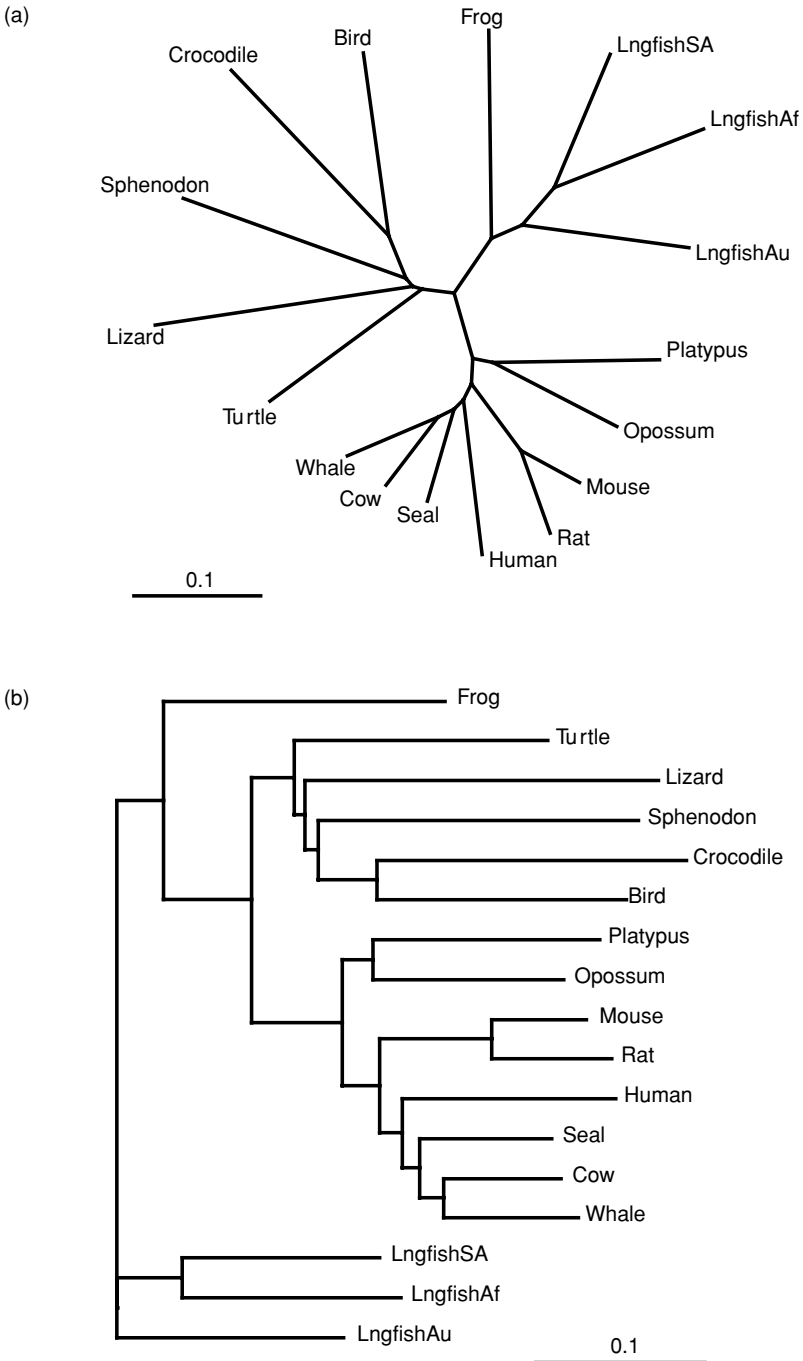 (a)
Frog
Bird
LngfishSA
Crocodile
LngfishAf
Sphenodon
LngfishAu
Lizard
Platypus
Turtle
Opossum
Whale
Mouse
Cow
Seal
Rat
Human
0.1
(b)
Frog
Turtle
Lizard
Sphenodon
Crocodile
Bird
Platypus
Opossum
Mouse
Rat
Human
Seal
Cow
Whale
LngfishSA
LngfishAf
LngfishAu
0.1